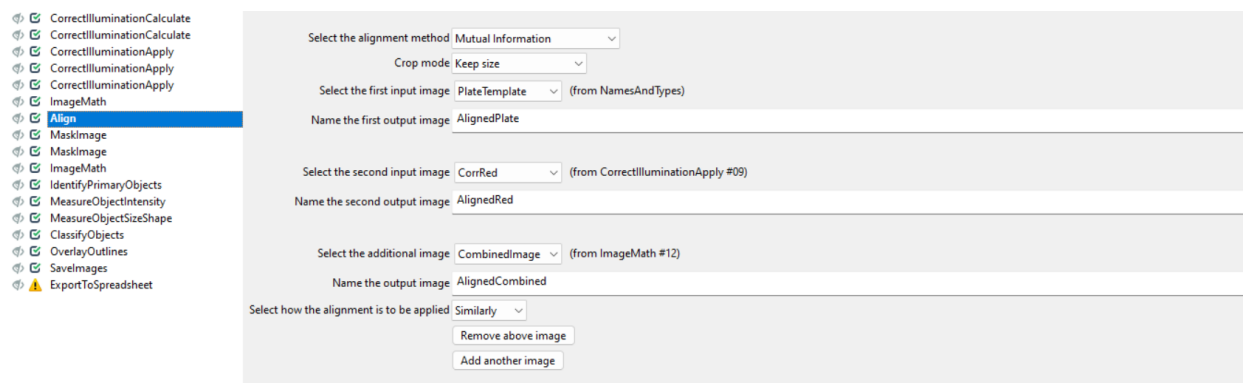 CorrectIlluminationCalculate
CorrectIlluminationCalculate
CorrectIlluminationApply
CorrectIlluminationApply
CorrectIlluminationApply
ImageMath
Align
MaskImage
MaskImage
ImageMath
IdentifyPrimaryObjects
MeasureObjectIntensity
MeasureObjectSizeShape
ClassifyObjects
OverlayOutlines
SaveImages
ExportToSpreadsheet
Select the alignment method Mutual Information
Crop mode Keep size
Select the first input image PlateTemplate (from NamesAndTypes)
Name the first output image AlignedPlate
Select the second input image CorrRed (from CorrectIlluminationApply #09)
Name the second output image AlignedRed
Select the additional image CombinedImage (from ImageMath #12)
Name the output image AlignedCombined
Select how the alignment is to be applied Similarly
Remove above image
Add another image